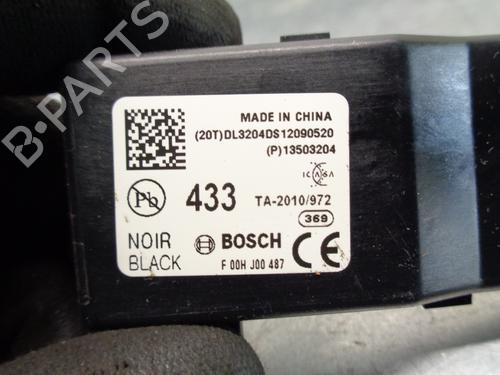 MADE IN CHINA
(20T)DL3204DS12090520
(P)13503204
ICASA
Pb
433
TA-2010/972
369
NOIR
BLACK
BOSCH
F 00H J00 487
CE
B-PARTS